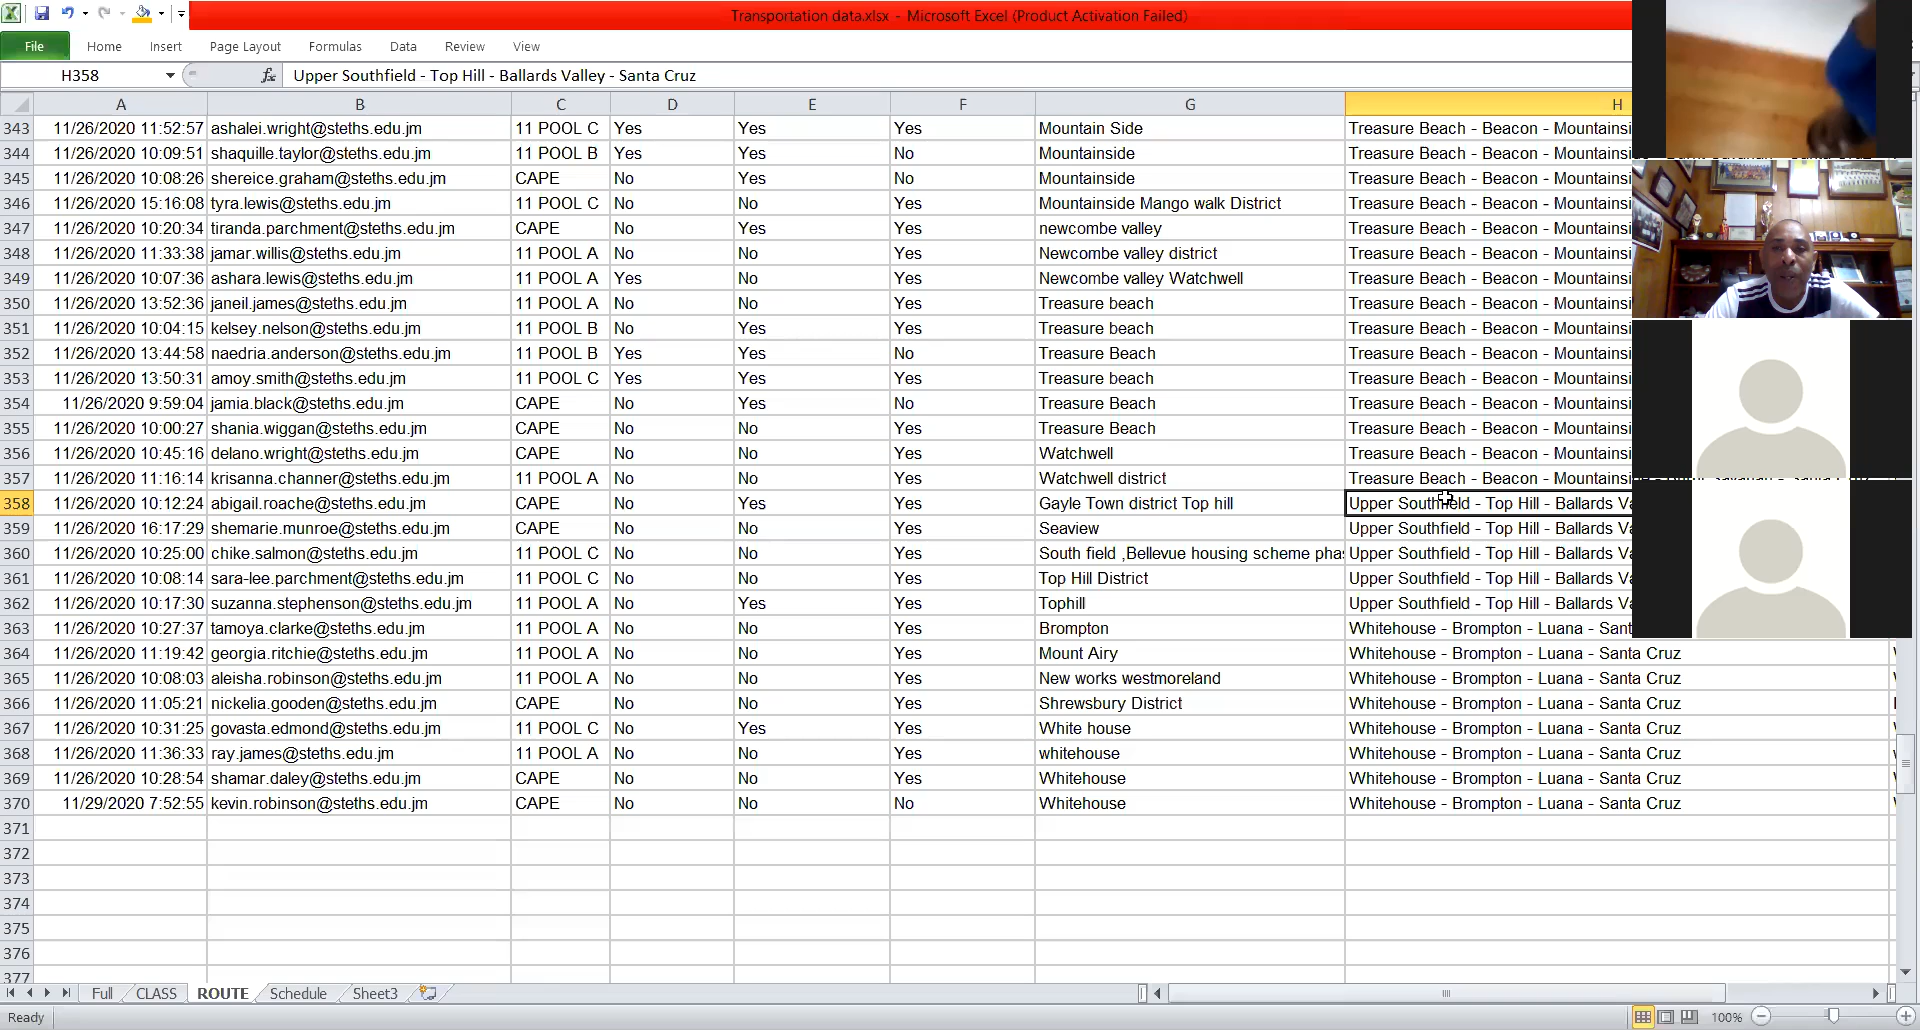 Transportation data.xlsx - Microsoft Excel (Product Activation Failed)
File Home Insert Page Layout Formulas Data Review View
H358 fx Upper Southfield - Top Hill - Ballards Valley - Santa Cruz
A B C D E F G H
343 11/26/2020 11:52:57 ashalei.wright@steths.edu.jm 11 POOL C Yes Yes Yes Mountain Side Treasure Beach - Beacon - Mountainsi
344 11/26/2020 10:09:51 shaquille.taylor@steths.edu.jm 11 POOL B Yes Yes No Mountainside Treasure Beach - Beacon - Mountainsi
345 11/26/2020 10:08:26 shereice.graham@steths.edu.jm CAPE No Yes No Mountainside Treasure Beach - Beacon - Mountainsi
346 11/26/2020 15:16:08 tyra.lewis@steths.edu.jm 11 POOL C No No Yes Mountainside Mango walk District Treasure Beach - Beacon - Mountainsi
347 11/26/2020 10:20:34 tiranda.parchment@steths.edu.jm CAPE No Yes Yes newcombe valley Treasure Beach - Beacon - Mountainsi
348 11/26/2020 11:33:38 jamar.willis@steths.edu.jm 11 POOL A No No Yes Newcombe valley district Treasure Beach - Beacon - Mountainsi
349 11/26/2020 10:07:36 ashara.lewis@steths.edu.jm 11 POOL A Yes No Yes Newcombe valley Watchwell Treasure Beach - Beacon - Mountainsi
350 11/26/2020 13:52:36 janeil.james@steths.edu.jm 11 POOL A No No Yes Treasure beach Treasure Beach - Beacon - Mountainsi
351 11/26/2020 10:04:15 kelsey.nelson@steths.edu.jm 11 POOL B No Yes Yes Treasure beach Treasure Beach - Beacon - Mountainsi
352 11/26/2020 13:44:58 naedria.anderson@steths.edu.jm 11 POOL B Yes Yes No Treasure Beach Treasure Beach - Beacon - Mountainsi
353 11/26/2020 13:50:31 amoy.smith@steths.edu.jm 11 POOL C Yes Yes Yes Treasure beach Treasure Beach - Beacon - Mountainsi
354 11/26/2020 9:59:04 jamia.black@steths.edu.jm CAPE No Yes No Treasure Beach Treasure Beach - Beacon - Mountainsi
355 11/26/2020 10:00:27 shania.wiggan@steths.edu.jm CAPE No No Yes Treasure Beach Treasure Beach - Beacon - Mountainsi
356 11/26/2020 10:45:16 delano.wright@steths.edu.jm CAPE No No Yes Watchwell Treasure Beach - Beacon - Mountainsi
357 11/26/2020 11:16:14 krisanna.channer@steths.edu.jm 11 POOL A No No Yes Watchwell district Treasure Beach - Beacon - Mountainsi
358 11/26/2020 10:12:24 abigail.roache@steths.edu.jm CAPE No Yes Yes Gayle Town district Top hill Upper Southfield - Top Hill - Ballards Va
359 11/26/2020 16:17:29 shemarie.munroe@steths.edu.jm CAPE No No Yes Seaview Upper Southfield - Top Hill - Ballards Va
360 11/26/2020 10:25:00 chike.salmon@steths.edu.jm 11 POOL C No No Yes South field ,Bellevue housing scheme phas Upper Southfield - Top Hill - Ballards Va
361 11/26/2020 10:08:14 sara-lee.parchment@steths.edu.jm 11 POOL C No No Yes Top Hill District Upper Southfield - Top Hill - Ballards Va
362 11/26/2020 10:17:30 suzanna.stephenson@steths.edu.jm 11 POOL A No Yes Yes Tophill Upper Southfield - Top Hill - Ballards Va
363 11/26/2020 10:27:37 tamoya.clarke@steths.edu.jm 11 POOL A No No Yes Brompton Whitehouse - Brompton - Luana - Sant
364 11/26/2020 11:19:42 georgia.ritchie@steths.edu.jm 11 POOL A No No Yes Mount Airy Whitehouse - Brompton - Luana - Santa Cruz
365 11/26/2020 10:08:03 aleisha.robinson@steths.edu.jm 11 POOL A No No Yes New works westmoreland Whitehouse - Brompton - Luana - Santa Cruz
366 11/26/2020 11:05:21 nickelia.gooden@steths.edu.jm CAPE No No Yes Shrewsbury District Whitehouse - Brompton - Luana - Santa Cruz
367 11/26/2020 10:31:25 govasta.edmond@steths.edu.jm 11 POOL C No Yes Yes White house Whitehouse - Brompton - Luana - Santa Cruz
368 11/26/2020 11:36:33 ray.james@steths.edu.jm 11 POOL A No No Yes whitehouse Whitehouse - Brompton - Luana - Santa Cruz
369 11/26/2020 10:28:54 shamar.daley@steths.edu.jm CAPE No No Yes Whitehouse Whitehouse - Brompton - Luana - Santa Cruz
370 11/29/2020 7:52:55 kevin.robinson@steths.edu.jm CAPE No No No Whitehouse Whitehouse - Brompton - Luana - Santa Cruz
371
372
373
374
375
376
377
Full CLASS ROUTE Schedule Sheet3
Ready 100%